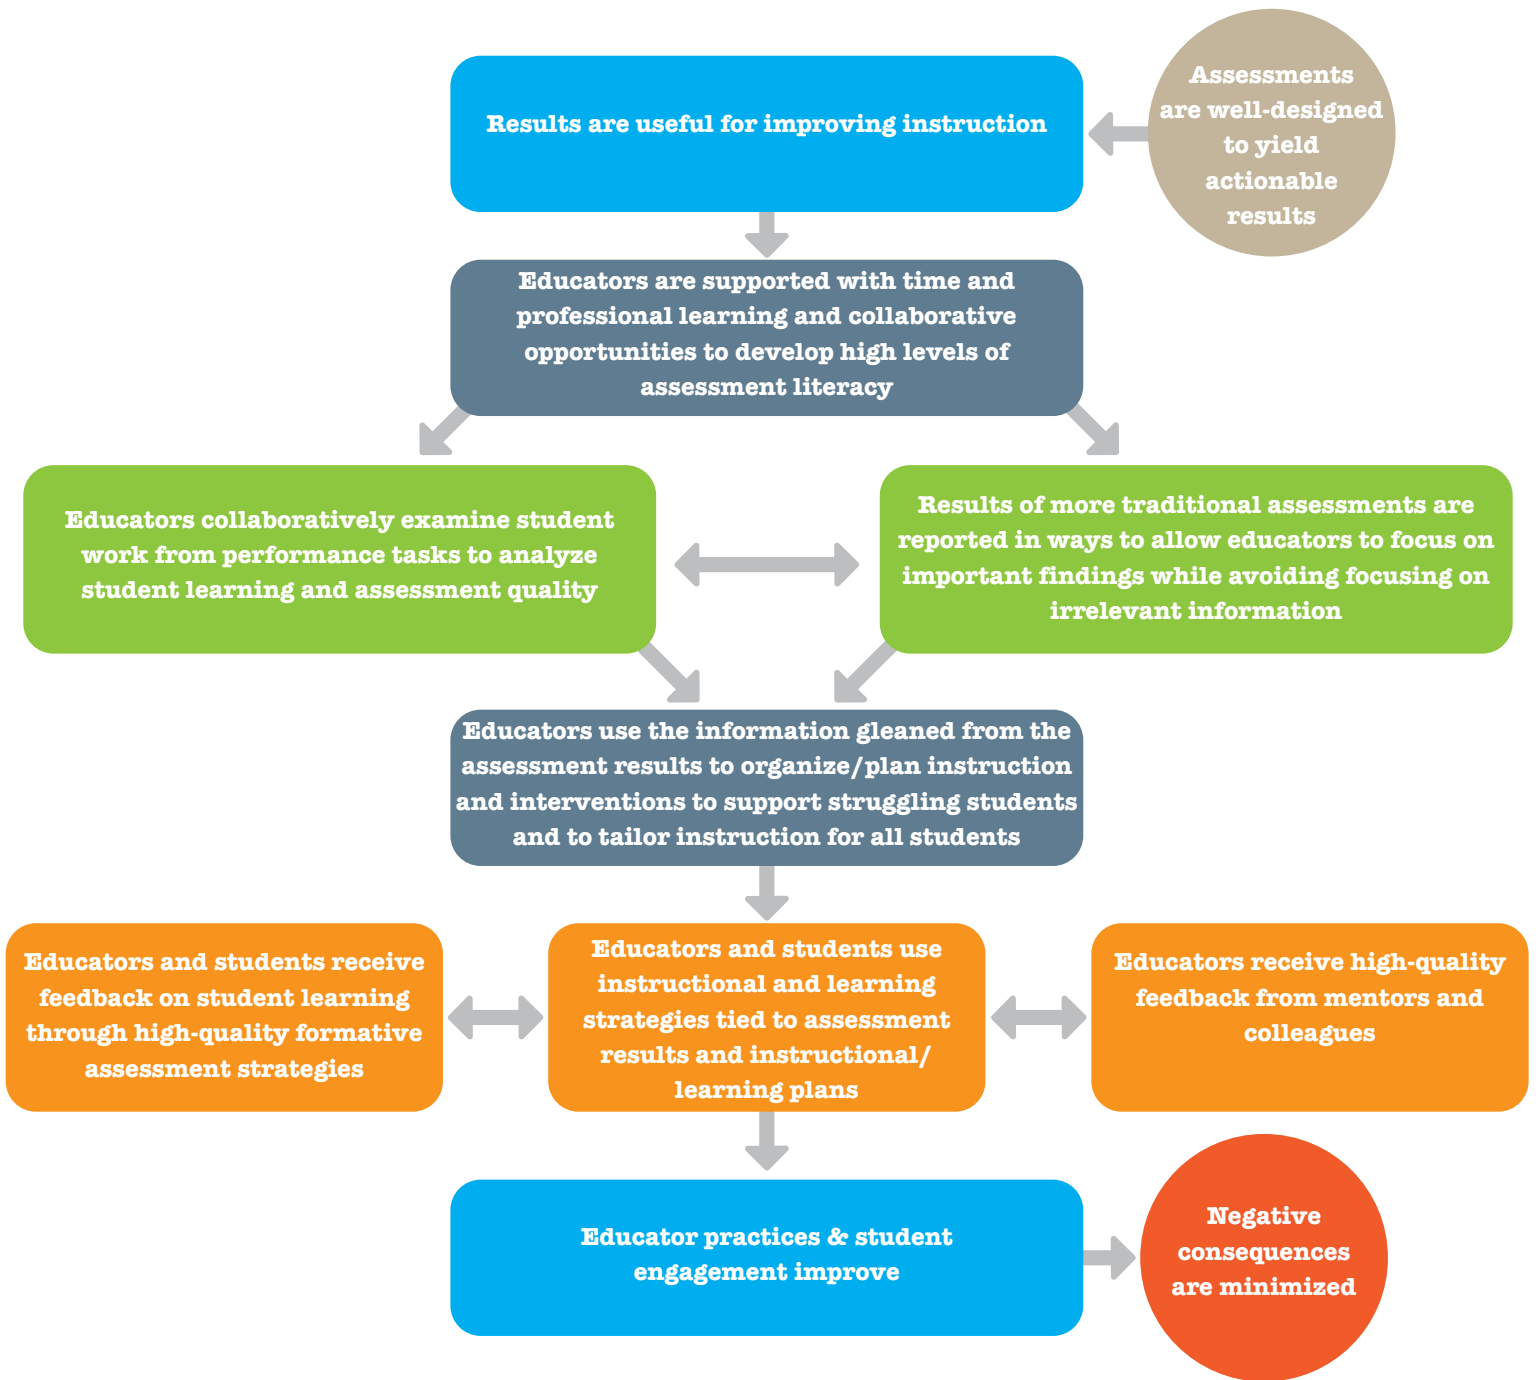 Results are useful for improving instruction
Assessments
are well-designed
to yield
actionable
results
Educators are supported with time and
professional learning and collaborative
opportunities to develop high levels of
assessment literacy
Educators collaboratively examine student
work from performance tasks to analyze
student learning and assessment quality
Results of more traditional assessments are
reported in ways to allow educators to focus on
important findings while avoiding focusing on
irrelevant information
Educators use the information gleaned from the
assessment results to organize/plan instruction
and interventions to support struggling students
and to tailor instruction for all students
Educators and students receive
feedback on student learning
through high-quality formative
assessment strategies
Educators and students use
instructional and learning
strategies tied to assessment
results and instructional/
learning plans
Educators receive high-quality
feedback from mentors and
colleagues
Educator practices & student
engagement improve
Negative
consequences
are minimized